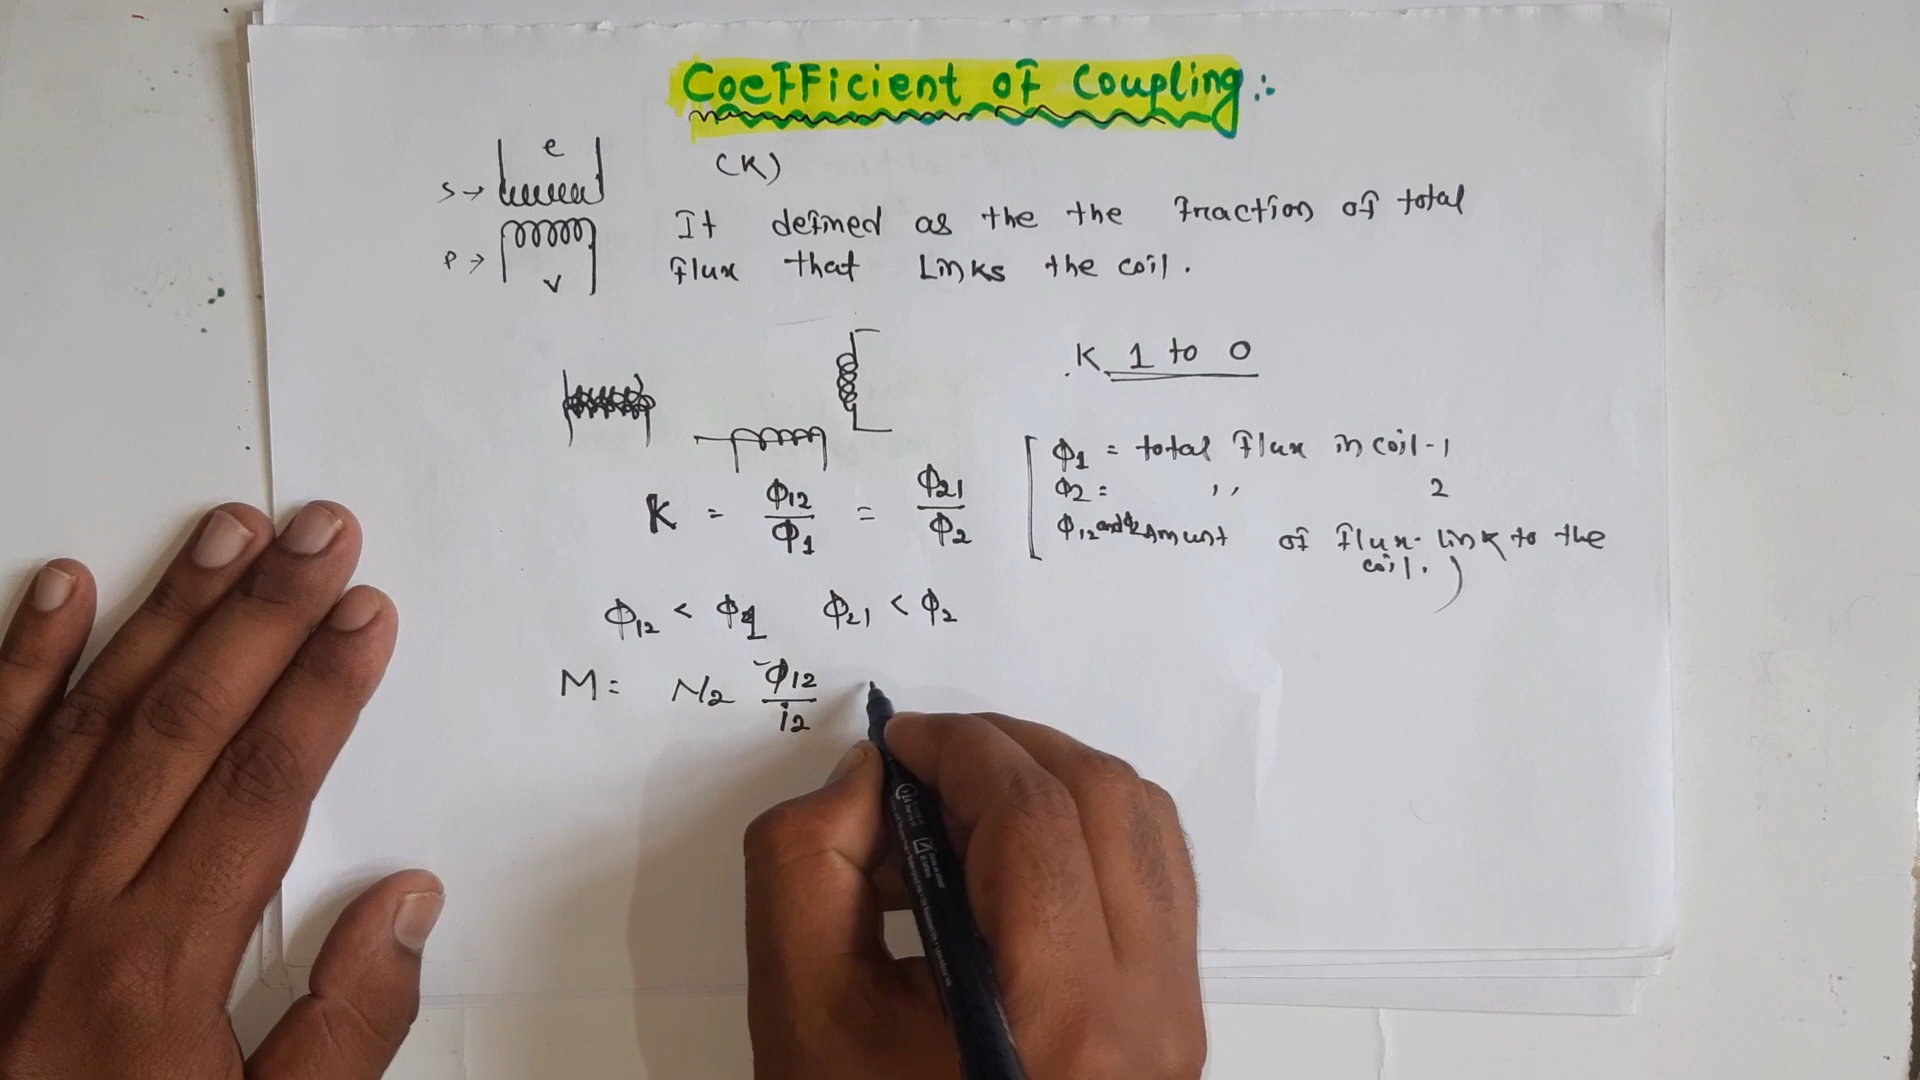 Coefficient of Coupling:
(K)
e
S →
P →
v
It defined as the the fraction of total
flux that Links the coil.
K 1 to 0
K = Φ12/Φ1 = Φ21/Φ2
Φ1 = total flux in coil-1
Φ2 = ,, 2
Φ12 and Amunt of flux link to the
coil.)
Φ12 < Φ1 Φ21 < Φ2
M = N2 Φ12/i2